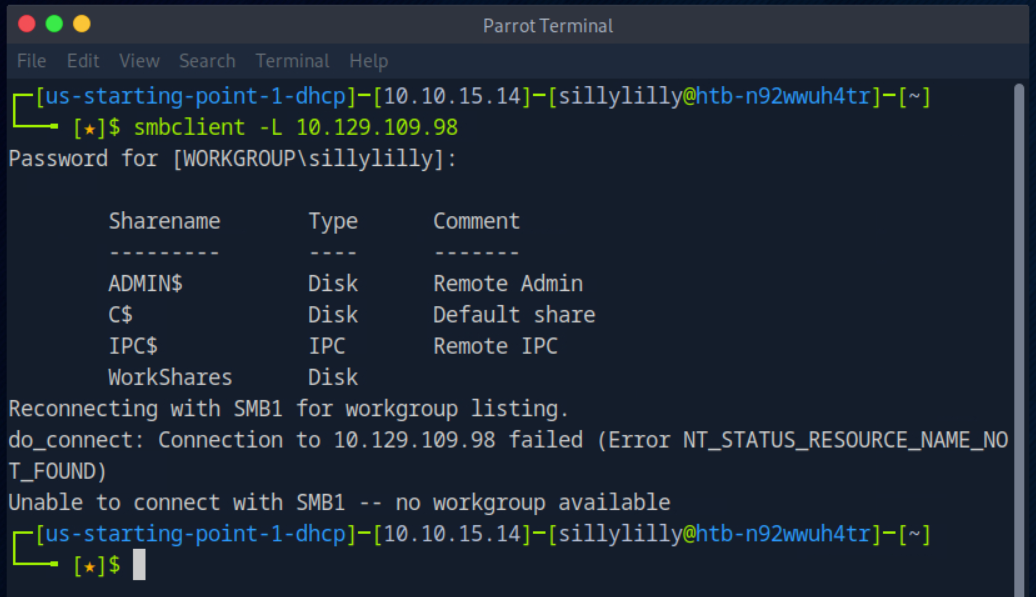 Parrot Terminal
File Edit View Search Terminal Help
[us-starting-point-1-dhcp]─[10.10.15.14]─[sillylilly@htb-n92wwuh4tr]─[~]
[★]$ smbclient -L 10.129.109.98
Password for [WORKGROUP\sillylilly]:
Sharename Type Comment
--------- ---- -------
ADMIN$ Disk Remote Admin
C$ Disk Default share
IPC$ IPC Remote IPC
WorkShares Disk
Reconnecting with SMB1 for workgroup listing.
do_connect: Connection to 10.129.109.98 failed (Error NT_STATUS_RESOURCE_NAME_NO
T_FOUND)
Unable to connect with SMB1 -- no workgroup available
[us-starting-point-1-dhcp]─[10.10.15.14]─[sillylilly@htb-n92wwuh4tr]─[~]
[★]$